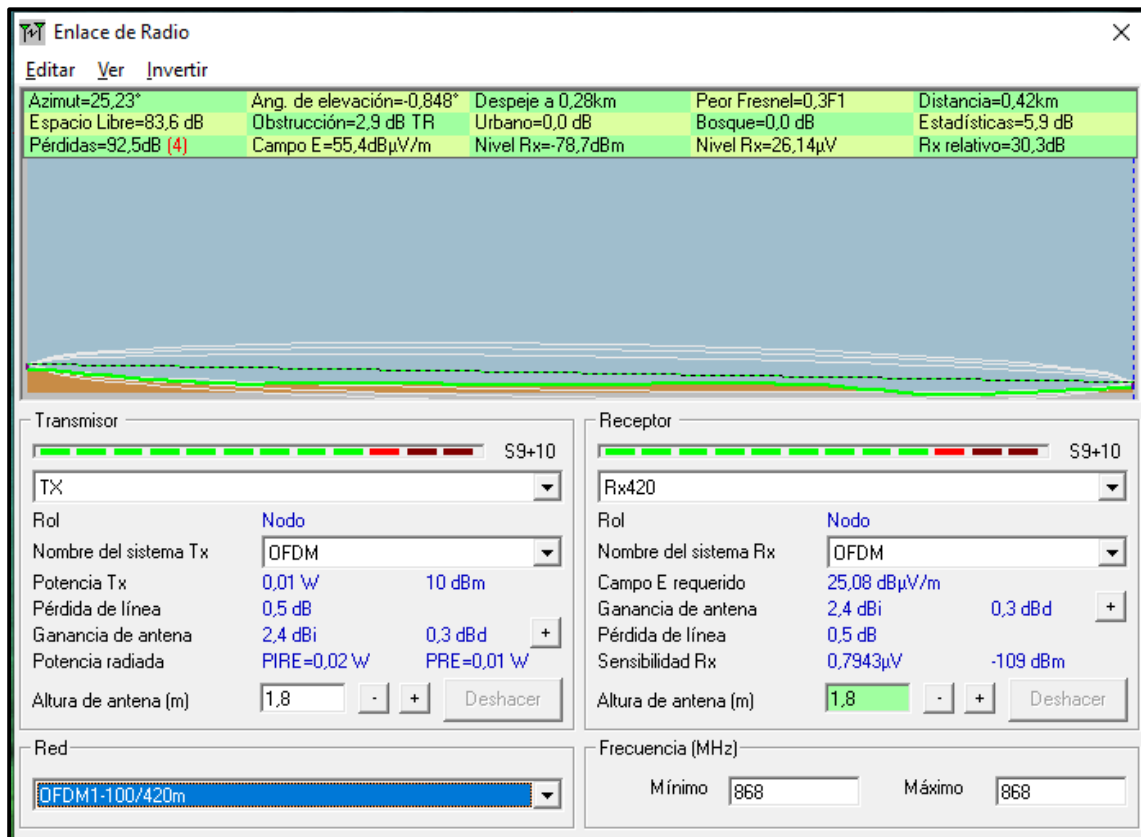 Enlace de Radio
Editar Ver Invertir
Azimut=25,23° Ang. de elevación=-0,848° Despeje a 0,28km Peor Fresnel=0,3F1 Distancia=0,42km
Espacio Libre=83,6 dB Obstrucción=2,9 dB TR Urbano=0,0 dB Bosque=0,0 dB Estadísticas=5,9 dB
Pérdidas=92,5dB (4) Campo E=55,4dBµV/m Nivel Rx=-78,7dBm Nivel Rx=26,14µV Rx relativo=30,3dB
Transmisor
S9+10
TX
Rol Nodo
Nombre del sistema Tx OFDM
Potencia Tx 0,01 W 10 dBm
Pérdida de línea 0,5 dB
Ganancia de antena 2,4 dBi 0,3 dBd +
Potencia radiada PIRE=0,02 W PRE=0,01 W
Altura de antena (m) 1,8 - + Deshacer
Red
OFDM1-100/420m
Receptor
S9+10
Rx420
Rol Nodo
Nombre del sistema Rx OFDM
Campo E requerido 25,08 dBµV/m
Ganancia de antena 2,4 dBi 0,3 dBd +
Pérdida de línea 0,5 dB
Sensibilidad Rx 0,7943µV -109 dBm
Altura de antena (m) 1,8 - + Deshacer
Frecuencia (MHz)
Mínimo 868 Máximo 868